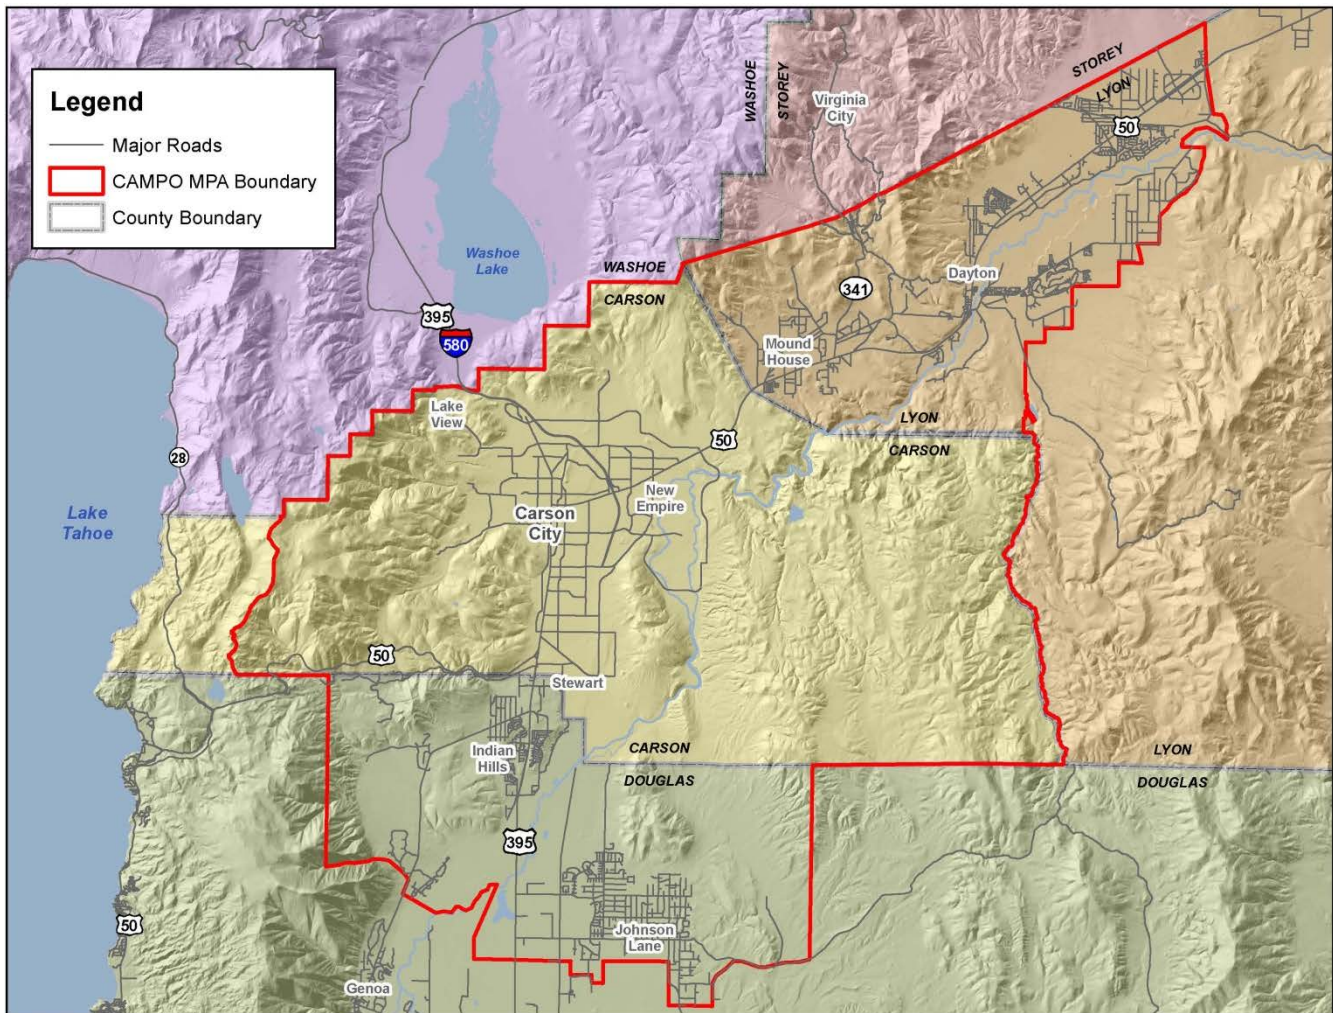 Legend
Major Roads
CAMPO MPA Boundary
County Boundary
WASHOE
STOREY
Virginia
City
STOREY
LYON
50
Washoe
Lake
WASHOE
CARSON
Dayton
341
395
580
Mound
House
Lake
View
LYON
CARSON
50
28
New
Empire
Carson
City
Lake
Tahoe
50
Stewart
Indian
Hills
CARSON
DOUGLAS
LYON
DOUGLAS
395
50
Johnson
Lane
Genoa